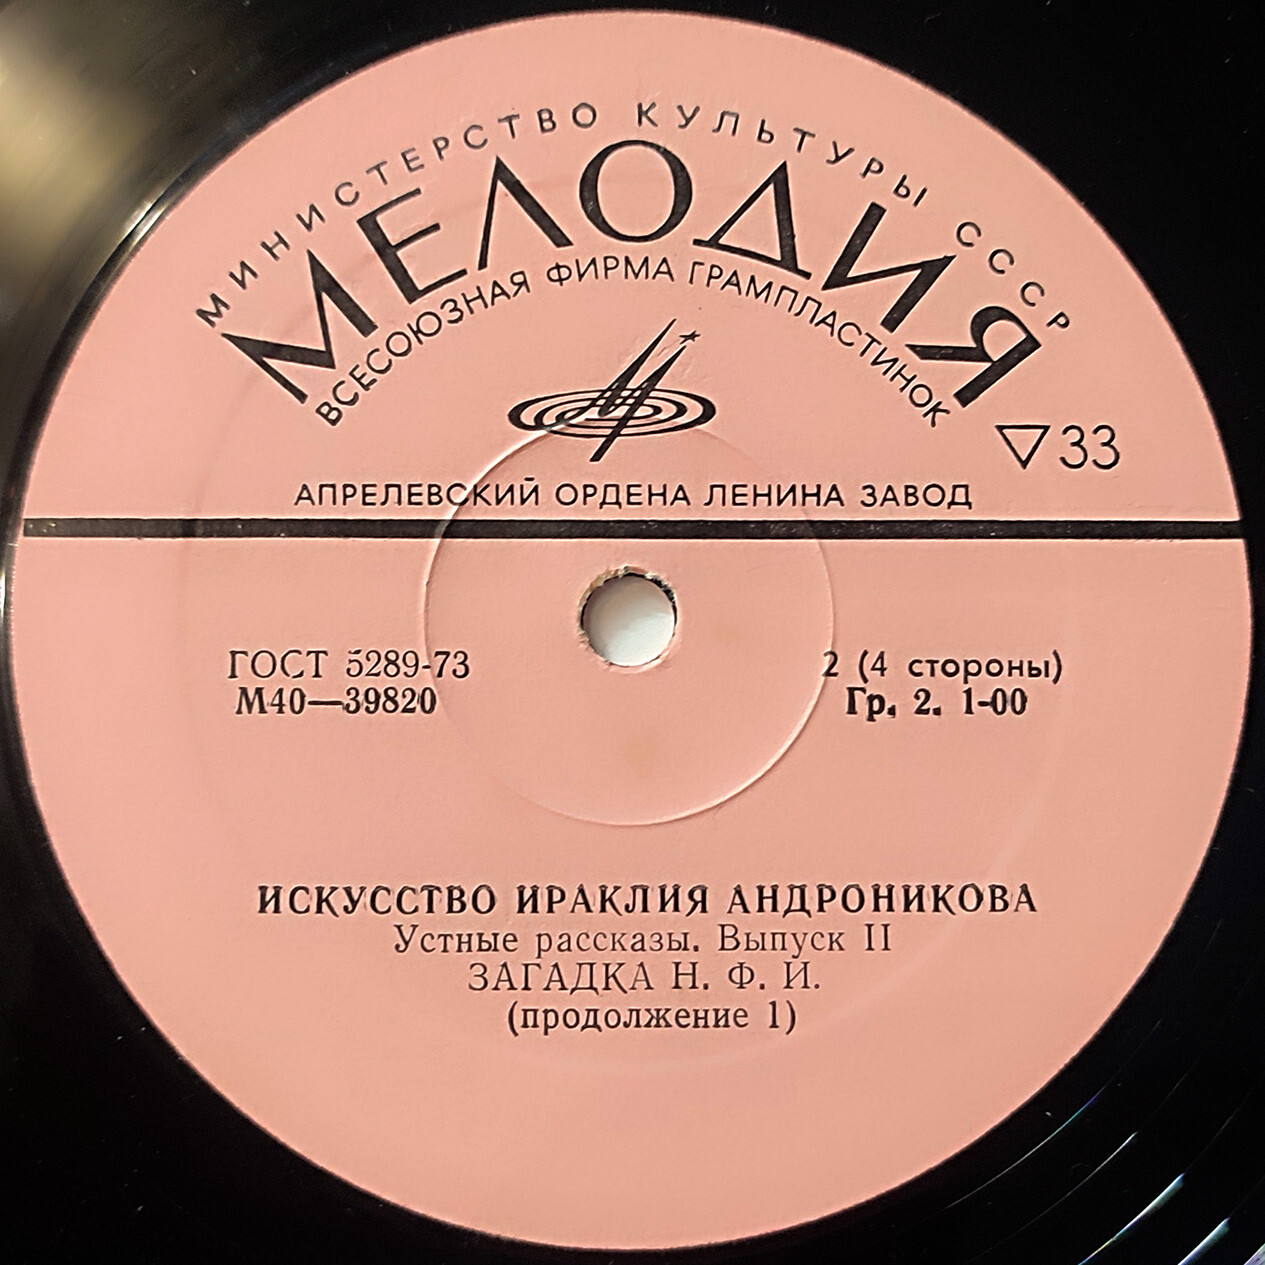 МИНИСТЕРСТВО КУЛЬТУРЫ СССР
МЕЛОДИЯ
ВСЕСОЮЗНАЯ ФИРМА ГРАМПЛАСТИНОК
▽33
АПРЕЛЕВСКИЙ ОРДЕНА ЛЕНИНА ЗАВОД
ГОСТ 5289-73
М40—39820
2 (4 стороны)
Гр. 2. 1-00
ИСКУССТВО ИРАКЛИЯ АНДРОНИКОВА
Устные рассказы. Выпуск II
ЗАГАДКА Н. Ф. И.
(продолжение 1)